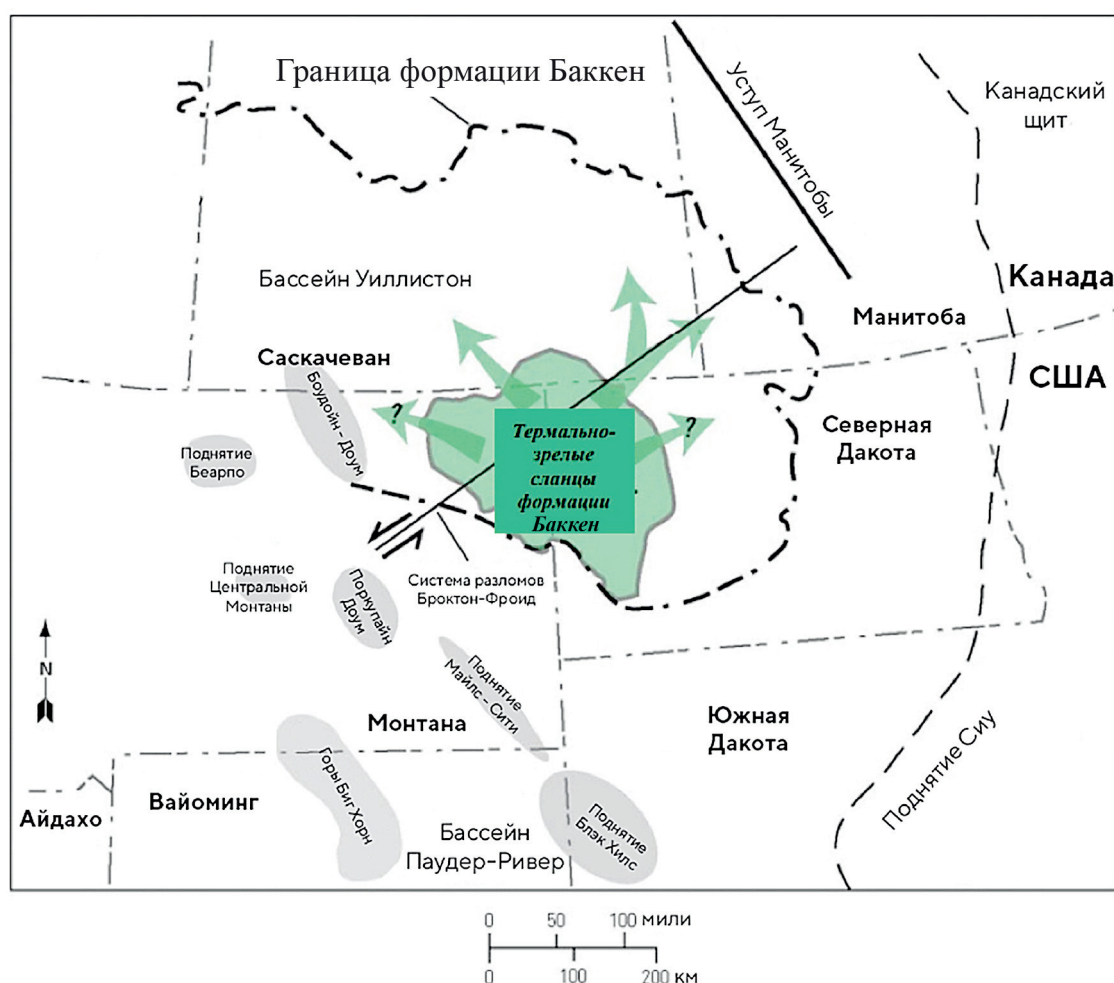 Граница формации Баккен
Уступ Манитобы
Канадский
щит
Бассейн Уиллистон
Канада
Манитоба
Саскачеван
США
Боудойн - Доум
?
?
Термально-
зрелые
сланцы
формации
Баккен
Северная
Дакота
Поднятие
Беарпо
Поднятие
Центральной
Монтаны
Поркупайн
Доум
Система разломов
Броктон-Фроид
N
Поднятие
Майлс - Сити
Монтана
Южная
Дакота
Поднятие Сиу
Горы Биг Хорн
Вайоминг
Айдахо
Бассейн
Паудер-Ривер
Поднятие
Блэк Хилс
0 50 100 мили
0 100 200 км